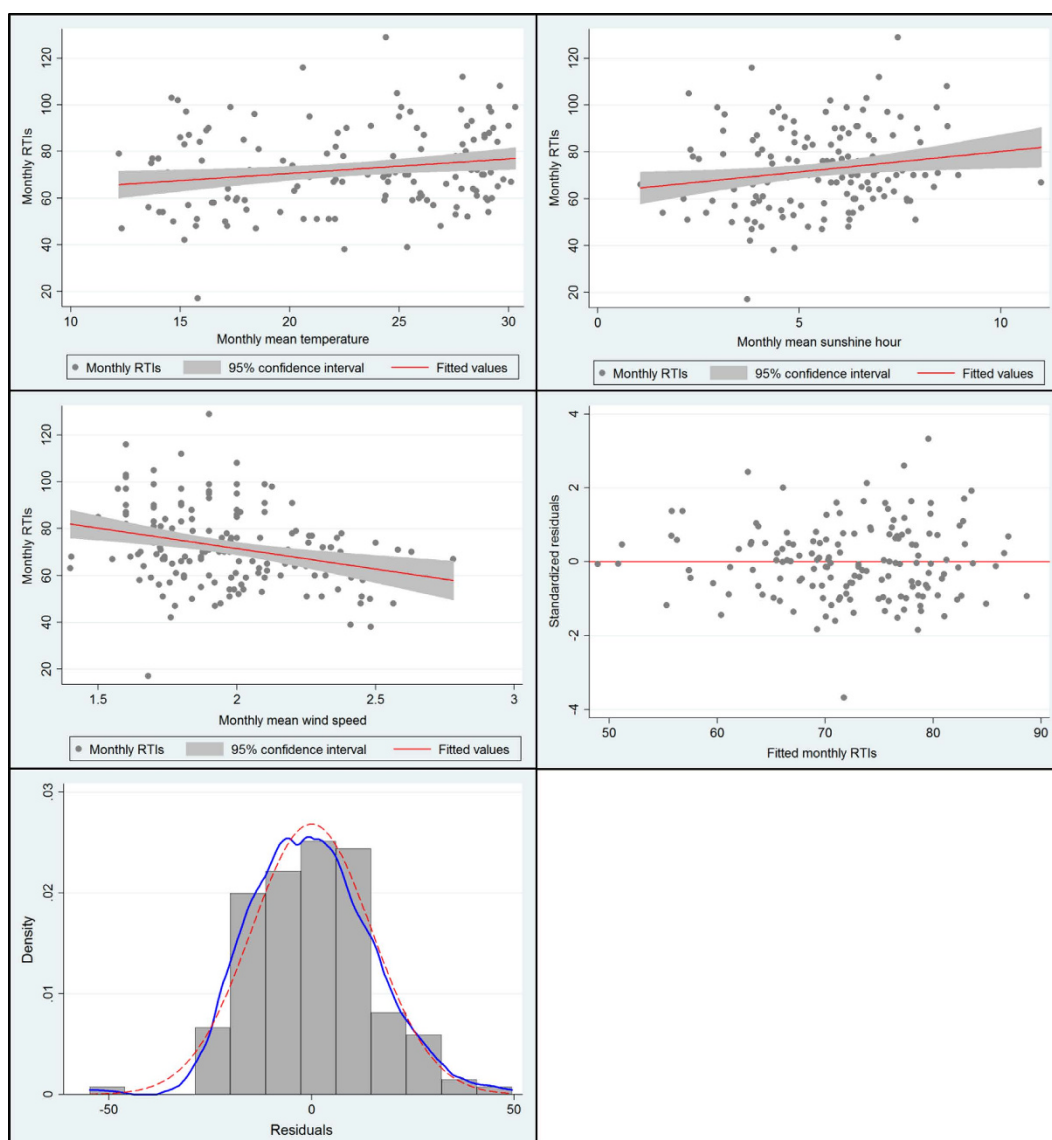 Monthly RTIs
120
100
80
60
40
20
10
15
20
25
30
Monthly mean temperature
Monthly RTIs
95% confidence interval
Fitted values
Monthly RTIs
120
100
80
60
40
20
0
5
10
Monthly mean sunshine hour
Monthly RTIs
95% confidence interval
Fitted values
Monthly RTIs
120
100
80
60
40
20
1.5
2
2.5
3
Monthly mean wind speed
Monthly RTIs
95% confidence interval
Fitted values
Standardized residuals
4
2
0
-2
-4
50
60
70
80
90
Fitted monthly RTIs
Density
.03
.02
.01
0
-50
0
50
Residuals